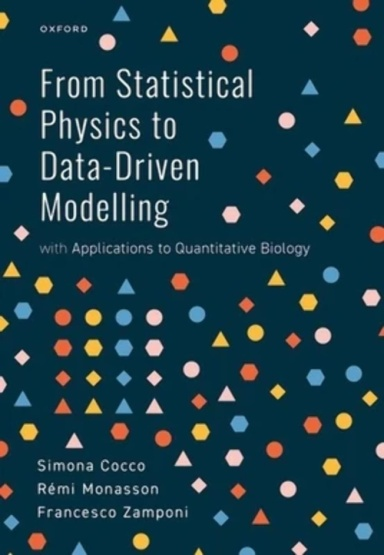 OXFORD
From Statistical
Physics to
Data-Driven
Modelling
with Applications to Quantitative Biology
Simona Cocco
Rémi Monasson
Francesco Zamponi